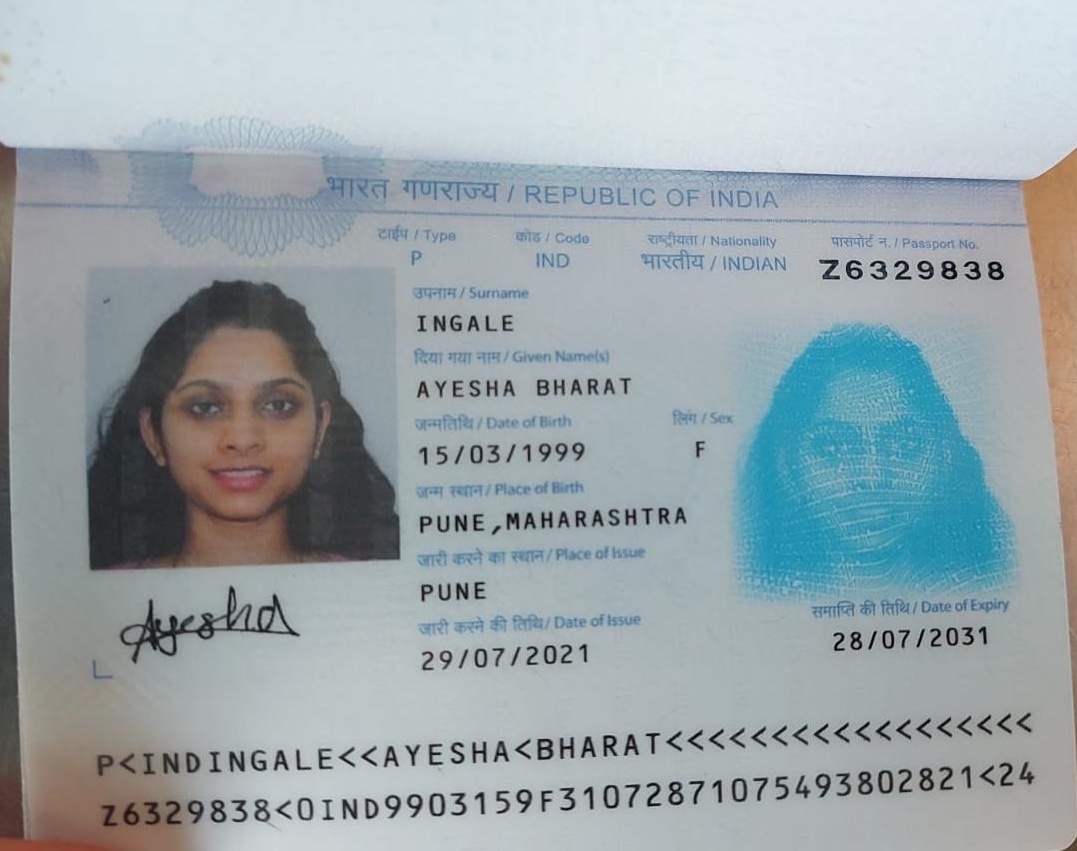 भारत गणराज्य / REPUBLIC OF INDIA
टाईप / Type कोड / Code राष्ट्रीयता / Nationality पासपोर्ट न. / Passport No.
P IND भारतीय / INDIAN Z6329838
उपनाम / Surname
INGALE
दिया गया नाम / Given Name(s)
AYESHA BHARAT
जन्मतिथि / Date of Birth लिंग / Sex
15/03/1999 F
जन्म स्थान / Place of Birth
PUNE,MAHARASHTRA
जारी करने का स्थान / Place of Issue
PUNE
जारी करने की तिथि / Date of Issue समाप्ति की तिथि / Date of Expiry
29/07/2021 28/07/2031
Ayesha
P<INDINGALE<<AYESHA<BHARAT<<<<<<<<<<<<<<<<<<
Z6329838<0IND9903159F31072871075493802821<24